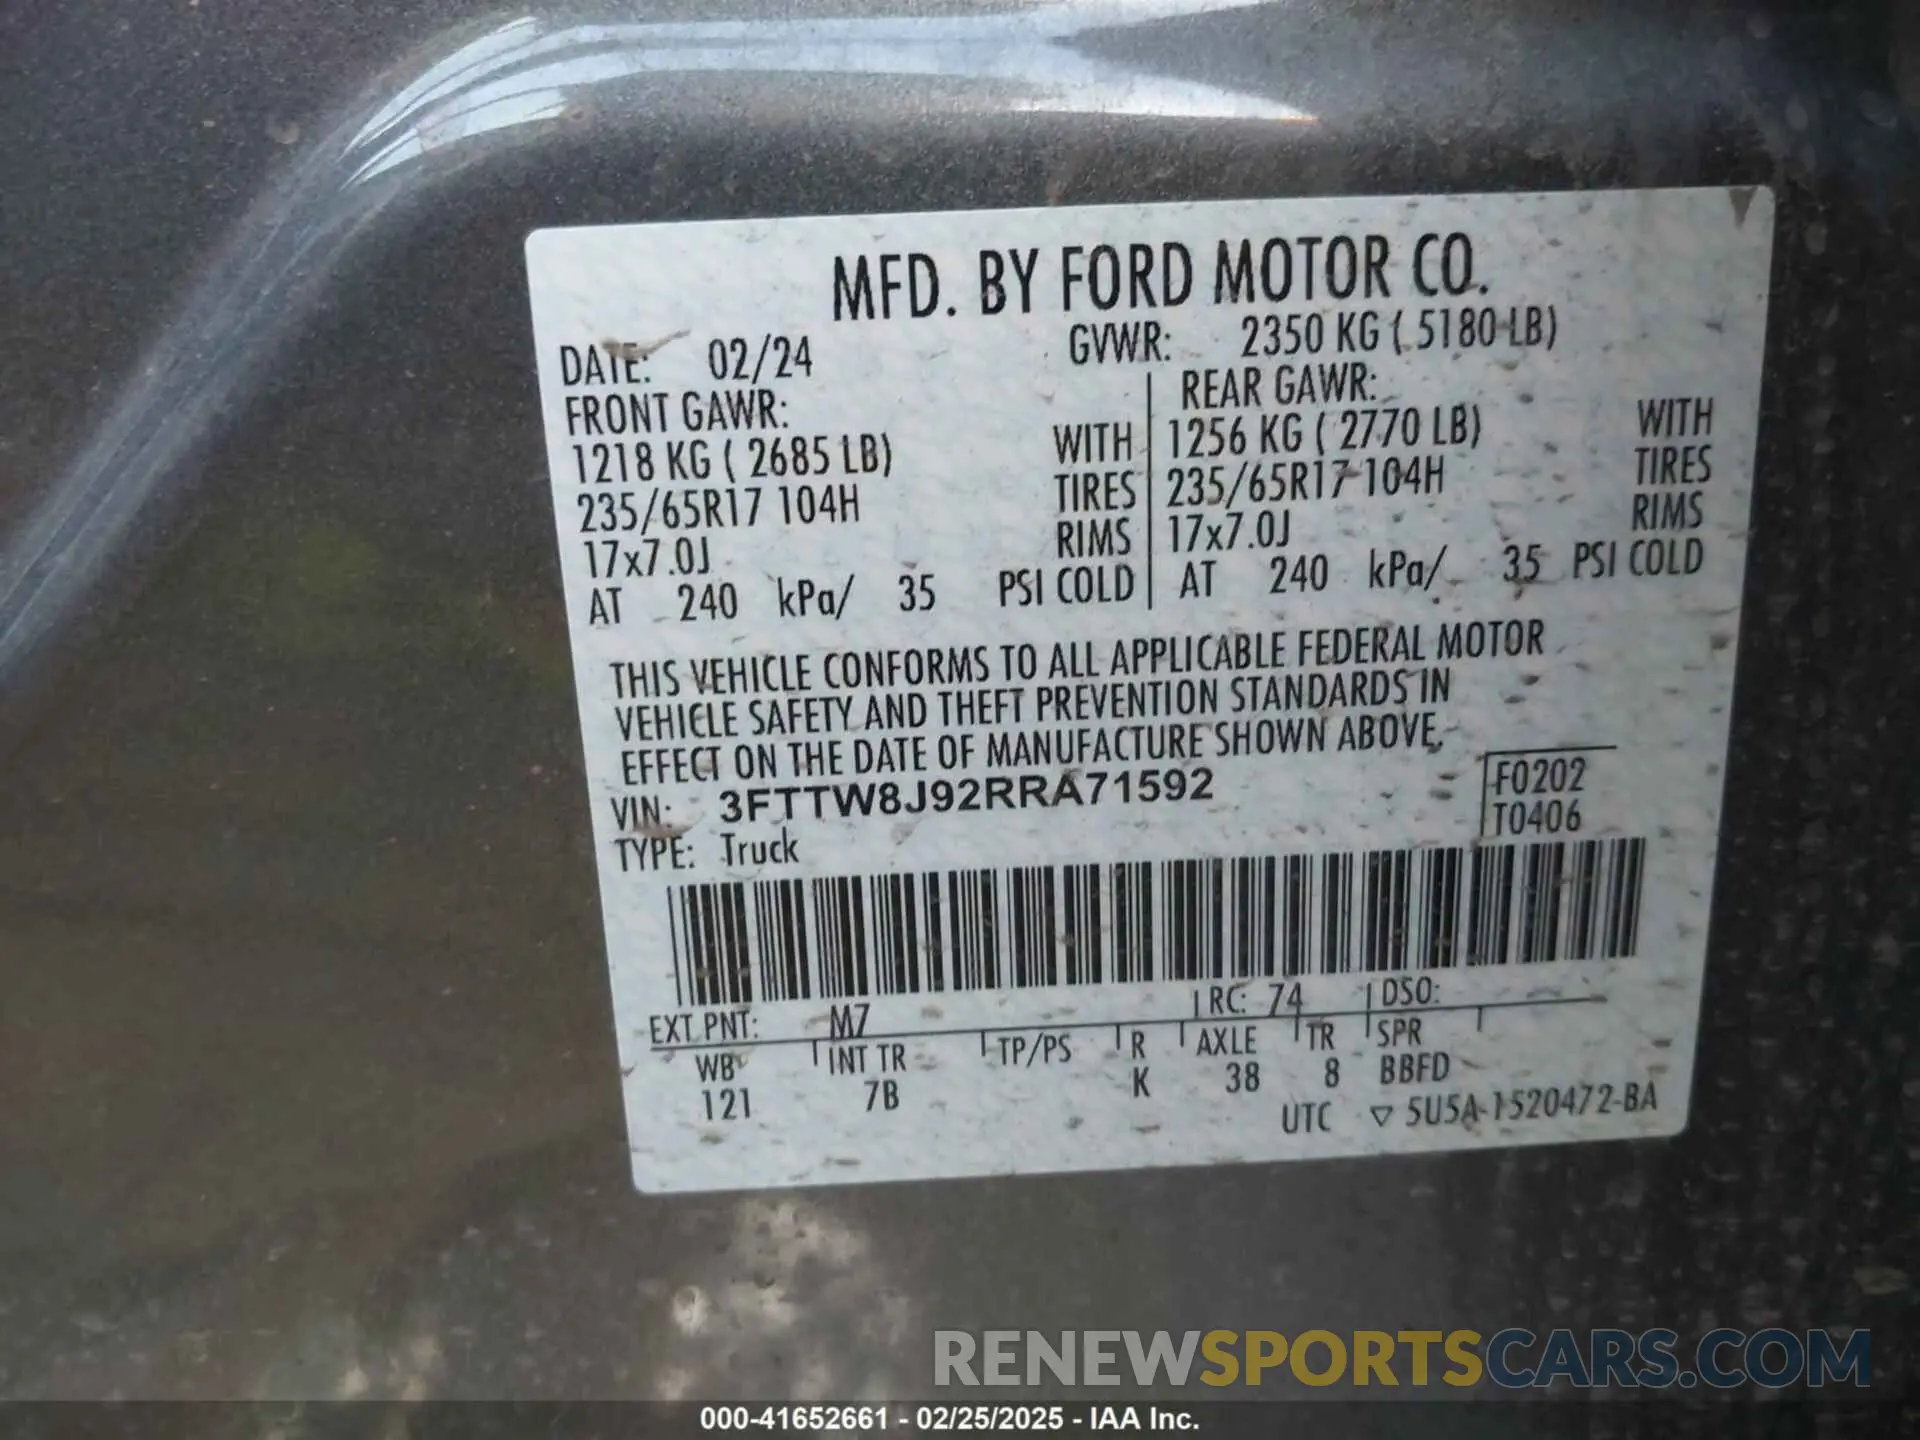 MFD. BY FORD MOTOR CO.
DATE: 02/24 GVWR: 2350 KG ( 5180 LB)
FRONT GAWR: REAR GAWR:
1218 KG ( 2685 LB) WITH 1256 KG ( 2770 LB) WITH
235/65R17 104H TIRES 235/65R17 104H TIRES
17x7.0J RIMS 17x7.0J RIMS
AT 240 kPa/ 35 PSI COLD AT 240 kPa/ 35 PSI COLD
THIS VEHICLE CONFORMS TO ALL APPLICABLE FEDERAL MOTOR
VEHICLE SAFETY AND THEFT PREVENTION STANDARDS IN
EFFECT ON THE DATE OF MANUFACTURE SHOWN ABOVE.
VIN: 3FTTW8J92RRA71592 F0202
TYPE: Truck T0406
EXT PNT: M7 RC: 74 DSO:
WB INT TR TP/PS R AXLE TR SPR
121 7B K 38 8 BBFD
UTC ▽ 5U5A-1520472-BA
RENEWSPORTSCARS.COM
000-41652661 - 02/25/2025 - IAA Inc.